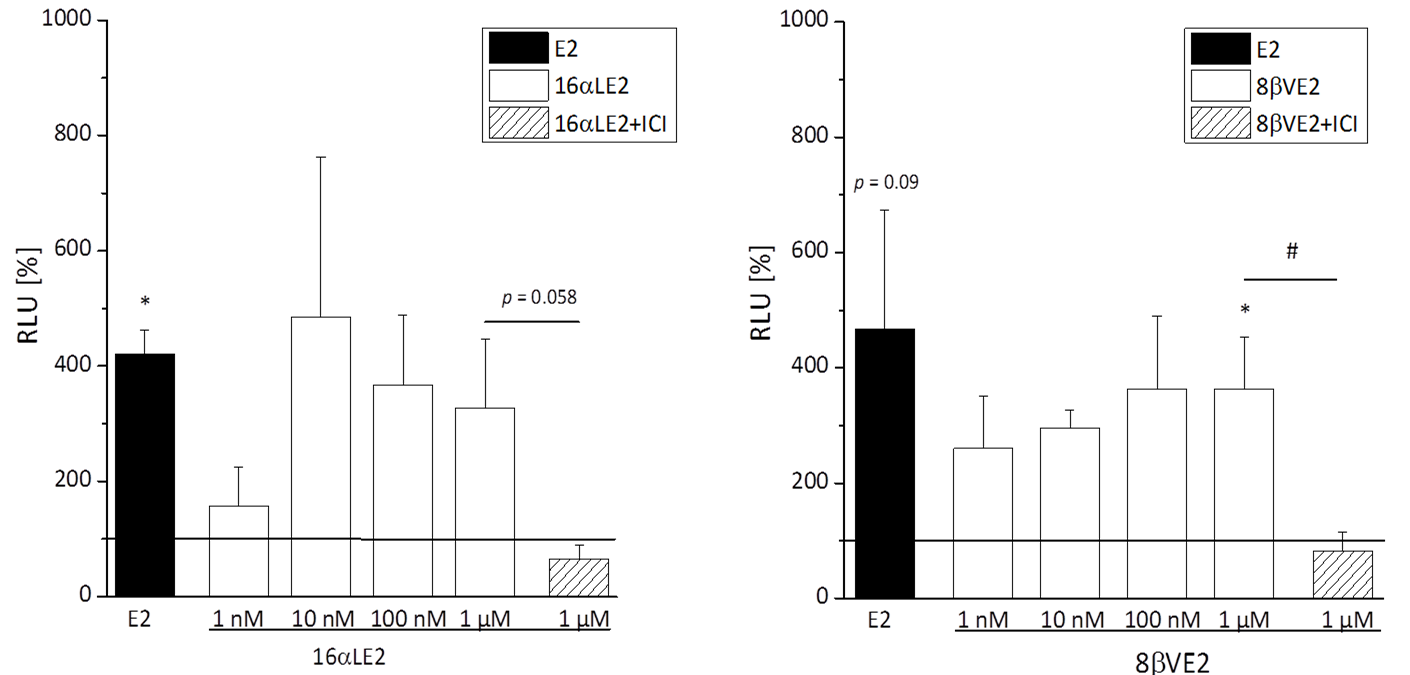 1000
800
600
400
200
0
RLU [%]
E2
16αLE2
16αLE2+ICI
*
p = 0.058
E2
1 nM
10 nM
100 nM
1 µM
1 µM
16αLE2
1000
800
600
400
200
0
RLU [%]
E2
8βVE2
8βVE2+ICI
p = 0.09
#
*
E2
1 nM
10 nM
100 nM
1 µM
1 µM
8βVE2